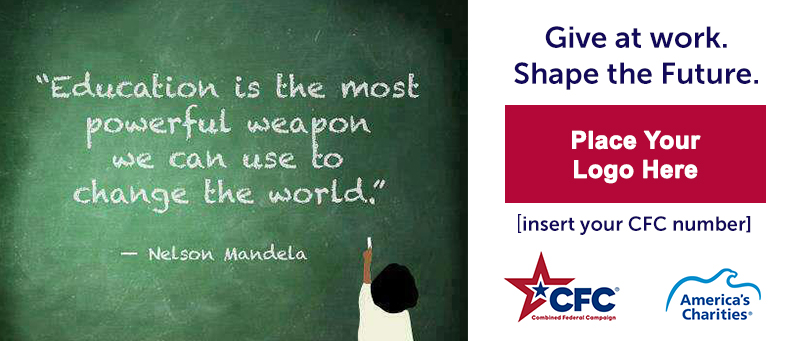 “Education is the most
powerful weapon
we can use to
change the world.”
— Nelson Mandela
Give at work.
Shape the Future.
Place Your
Logo Here
[insert your CFC number]
CFC®
Combined Federal Campaign
America's
Charities®